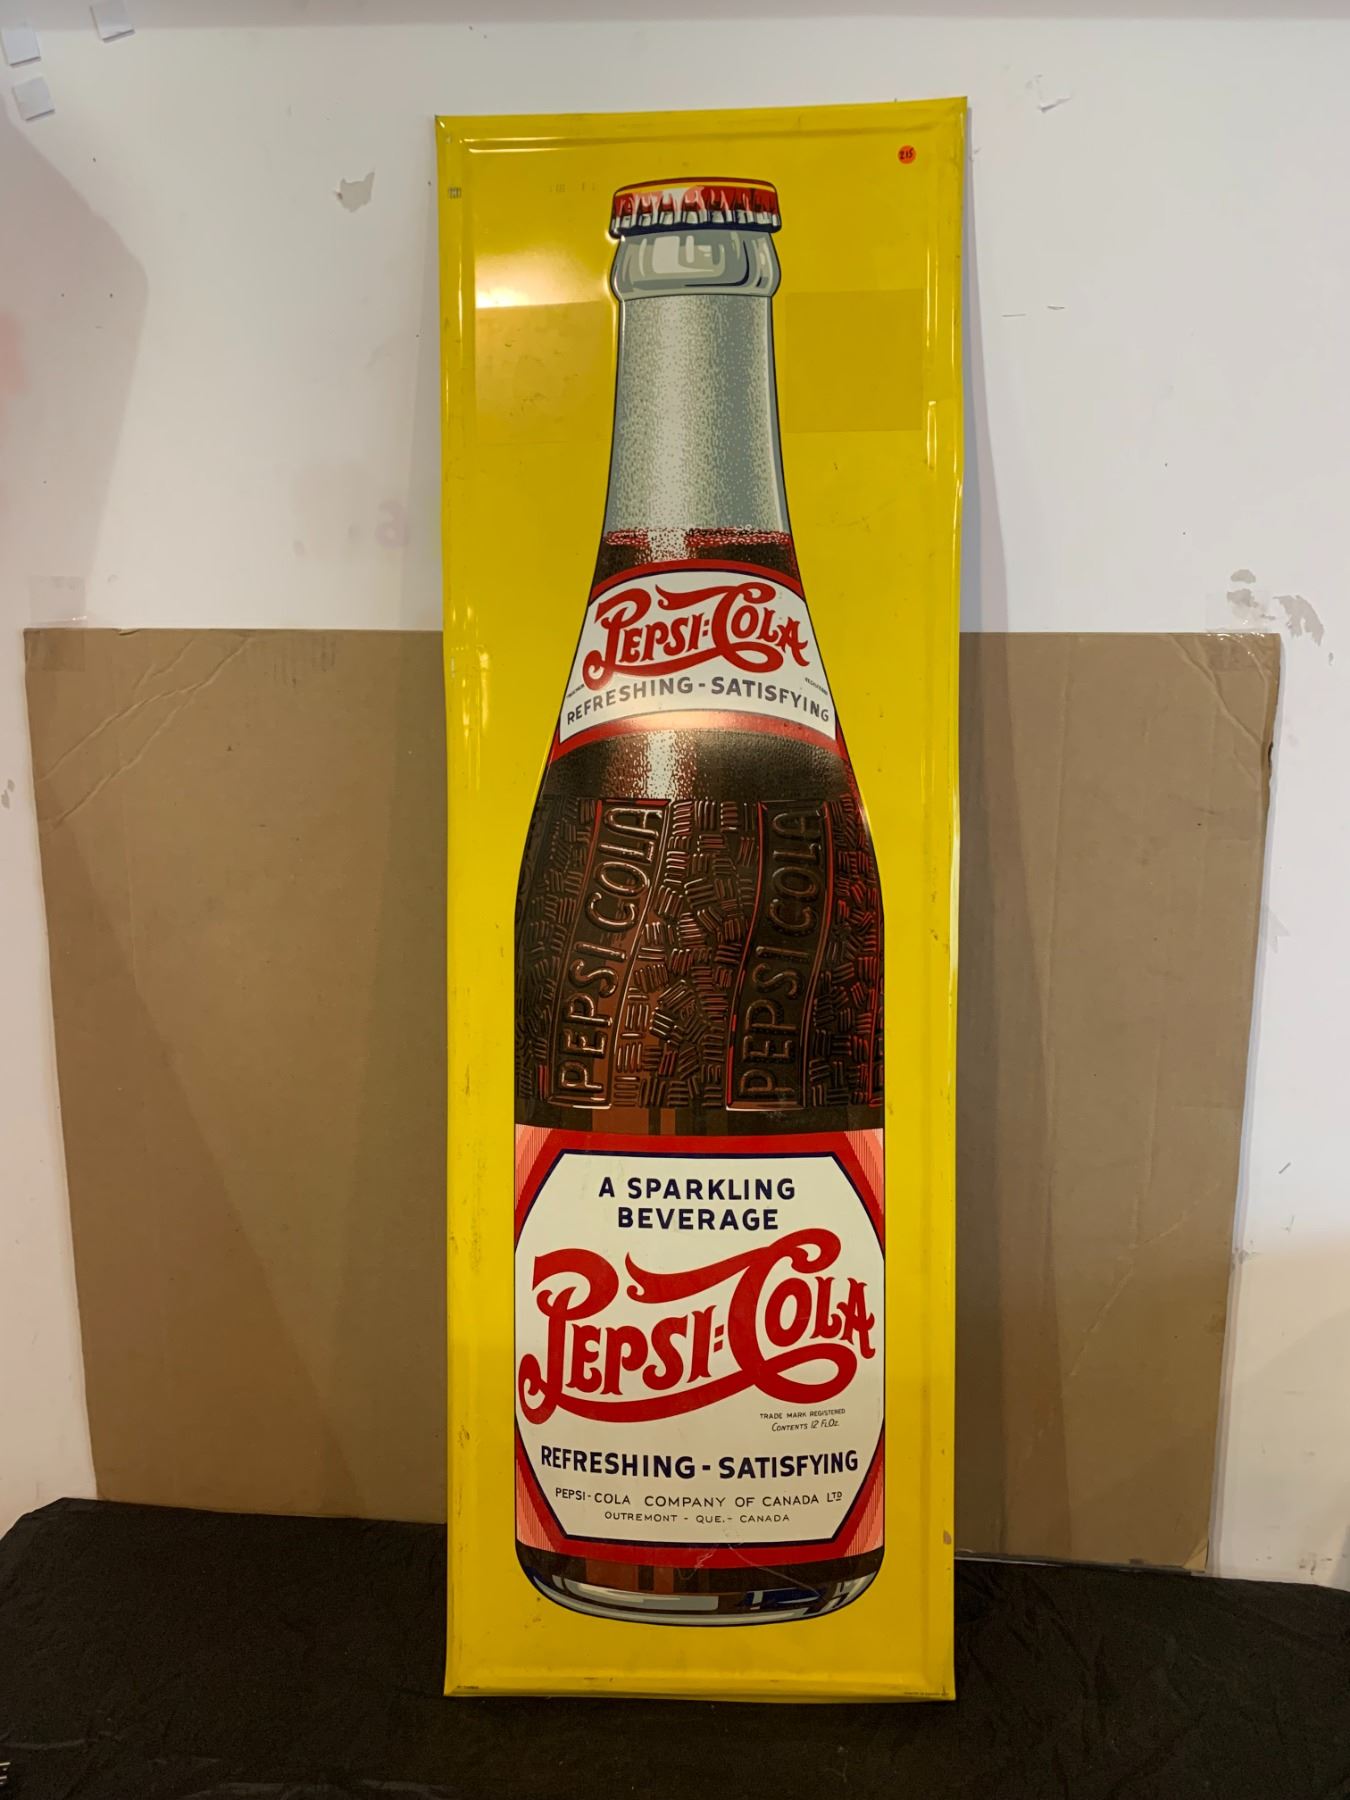 215
PEPSI:COLA
REFRESHING-SATISFYING
PEPSI COLA
PEPSI COLA
A SPARKLING
BEVERAGE
PEPSI:COLA
TRADE MARK REGISTERED
CONTENTS 12 FL.OZ.
REFRESHING-SATISFYING
PEPSI-COLA COMPANY OF CANADA LTD
OUTREMONT - QUE.- CANADA